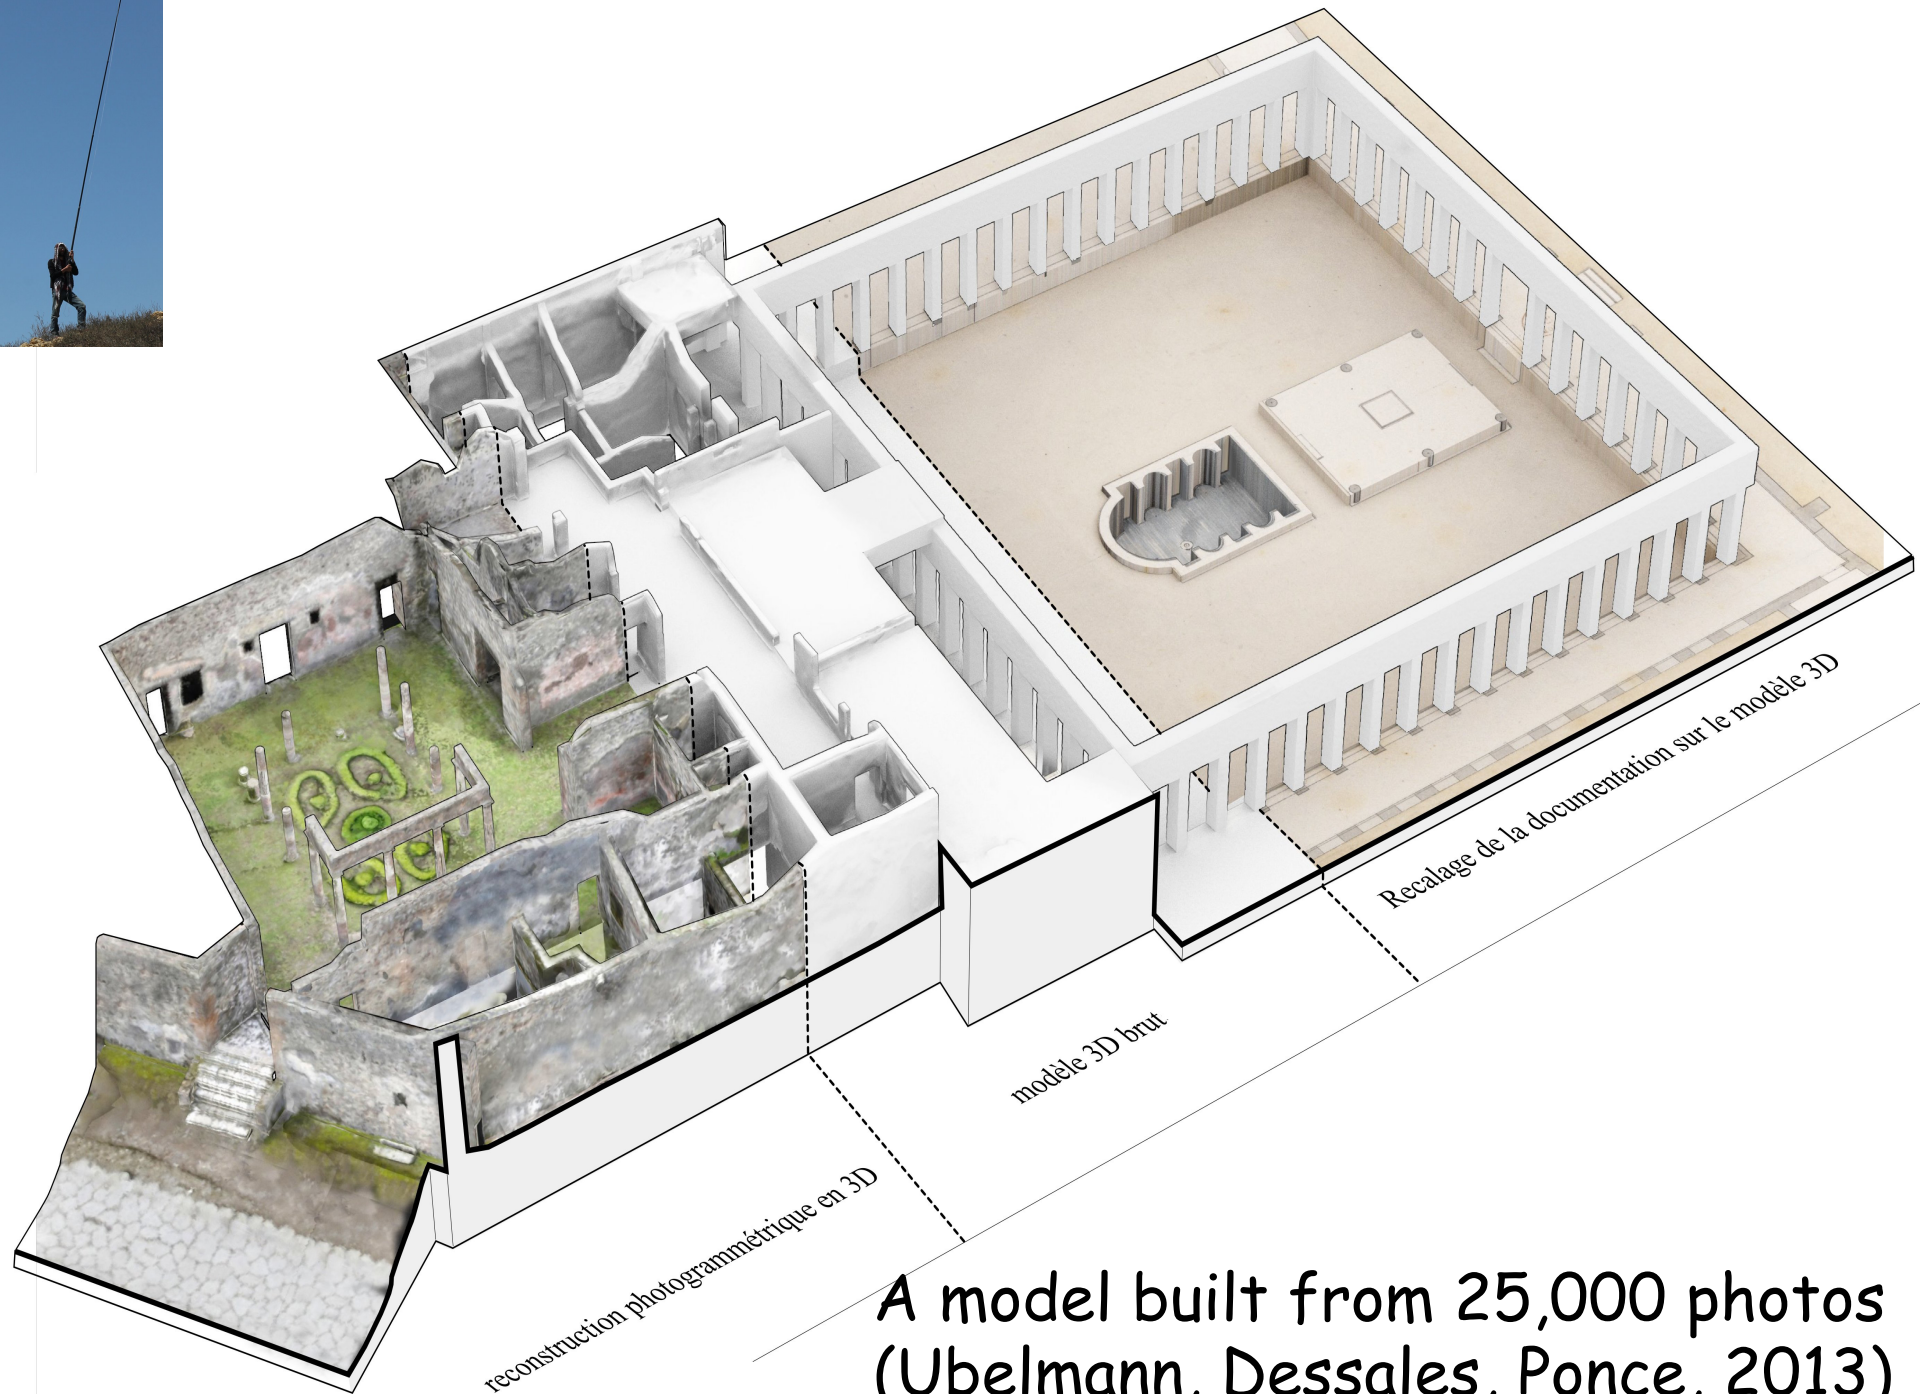 Recalage de la documentation sur le modèle 3D
modèle 3D brut
reconstruction photogrammétrique en 3D
A model built from 25,000 photos
(Ubelmann, Dessales, Ponce, 2013)